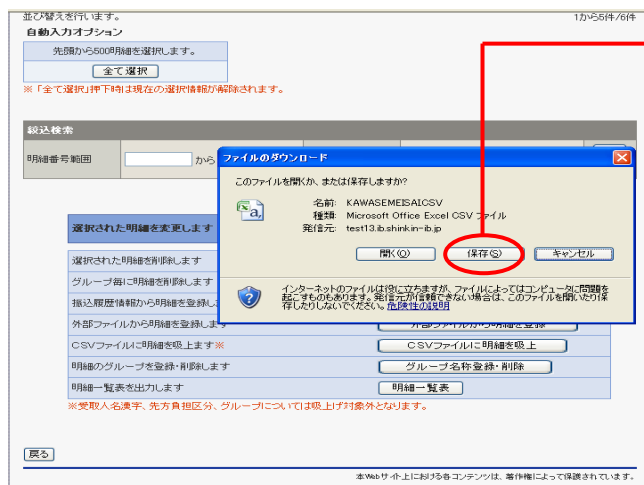 並び替えを行います。
1から5件/6件
自動入力オプション
先頭から500明細を選択します。
全て選択
※「全て選択」押下時は現在の選択情報が解除されます。
絞込検索
明細番号範囲
から
ファイルのダウンロード
このファイルを開くか、または保存しますか?
名前: KAWASEMEISAI.CSV
種類: Microsoft Office Excel CSV ファイル
発信元: test13.ib.shinkin-ib.jp
開く(O)
保存(S)
キャンセル
インターネットのファイルは役に立ちますが、ファイルによってはコンピュータに問題を
起こすものもあります。発信元が信頼できない場合は、このファイルを開いたり保
存したりしないでください。危険性の説明
選択された明細を変更します
選択された明細を削除します
グループ毎に明細を削除します
振込履歴情報から明細を登録し
外部ファイルから明細を登録します
外部ファイルから明細を登録
CSVファイルに明細を吸上ます※
CSVファイルに明細を吸上
明細のグループを登録・削除します
グループ名称登録・削除
明細一覧表を出力します
明細一覧表
※受取人名漢字、先方負担区分、グループについては吸上げ対象外となります。
戻る
本Webサイト上における各コンテンツは、著作権によって保護されています。